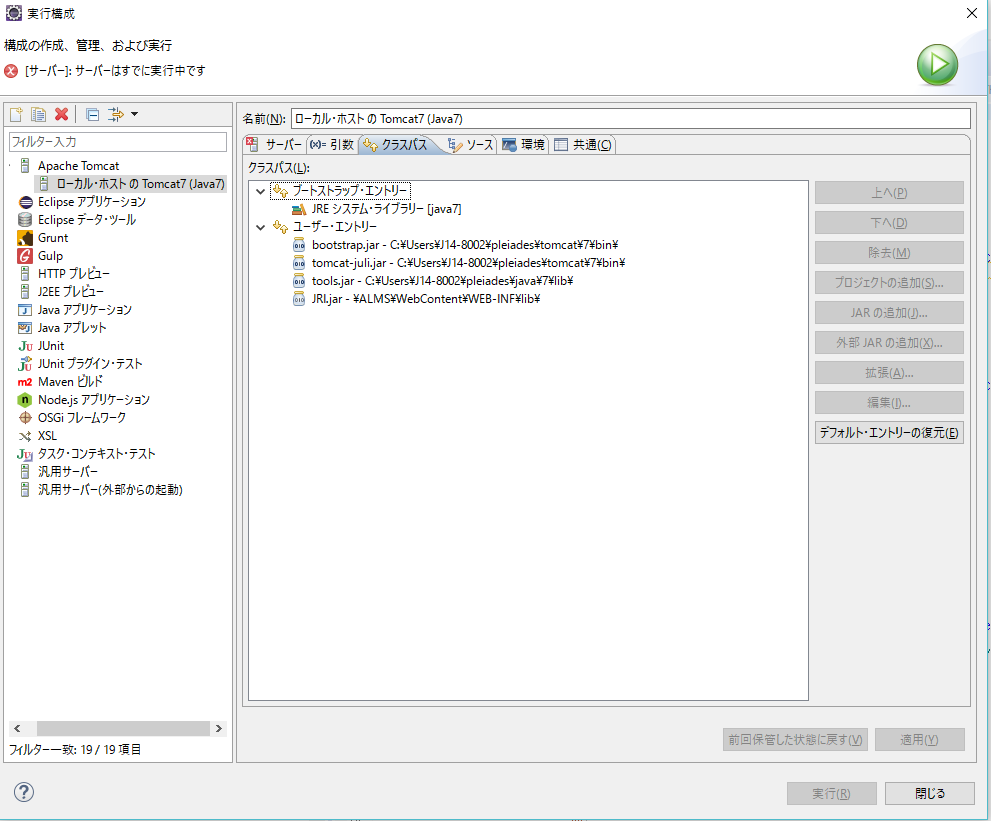 実行構成
構成の作成、管理、および実行
[サーバー]: サーバーはすでに実行中です
フィルター入力
Apache Tomcat
ローカル・ホスト の Tomcat7 (Java7)
Eclipse アプリケーション
Eclipse データ・ツール
Grunt
Gulp
HTTP プレビュー
J2EE プレビュー
Java アプリケーション
Java アプレット
JUnit
JUnit プラグイン・テスト
Maven ビルド
Node.js アプリケーション
OSGi フレームワーク
XSL
タスク・コンテキスト・テスト
汎用サーバー
汎用サーバー(外部からの起動)
フィルター一致: 19 / 19 項目
名前(N): ローカル・ホスト の Tomcat7 (Java7)
サーバー (x)= 引数 クラスパス ソース 環境 共通(C)
クラスパス(L):
ブートストラップ・エントリー
JRE システム・ライブラリー [java7]
ユーザー・エントリー
bootstrap.jar - C:¥Users¥J14-8002¥pleiades¥tomcat¥7¥bin¥
tomcat-juli.jar - C:¥Users¥J14-8002¥pleiades¥tomcat¥7¥bin¥
tools.jar - C:¥Users¥J14-8002¥pleiades¥java¥7¥lib¥
JRI.jar - ¥ALMS¥WebContent¥WEB-INF¥lib¥
上へ(P)
下へ(D)
除去(M)
プロジェクトの追加(S)...
JAR の追加(J)...
外部 JAR の追加(X)...
拡張(A)...
編集(I)...
デフォルト・エントリーの復元(E)
前回保管した状態に戻す(V) 適用(Y)
実行(R) 閉じる